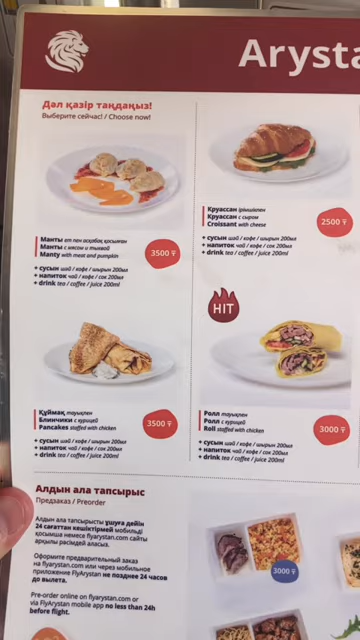 Arysta
Дәл қазір таңдаңыз!
Выберите сейчас! / Choose now!
Манты ет пен асқабақ қосылған
Манты с мясом и тыквой
Manty with meat and pumpkin
3500 ₸
+ сусын шай / кофе / шырын 200мл
+ напиток чай / кофе / сок 200мл
+ drink tea / coffee / juice 200ml
Круассан ірімшікпен
Круассан с сыром
Croissant with cheese
2500 ₸
+ сусын шай / кофе / шырын 200мл
+ напиток чай / кофе / сок 200мл
+ drink tea / coffee / juice 200ml
Құймақ тауықпен
Блинчики с курицей
Pancakes stuffed with chicken
3500 ₸
+ сусын шай / кофе / шырын 200мл
+ напиток чай / кофе / сок 200мл
+ drink tea / coffee / juice 200ml
HIT
Ролл тауықпен
Ролл с курицей
Roll stuffed with chicken
3000 ₸
+ сусын шай / кофе / шырын 200мл
+ напиток чай / кофе / сок 200мл
+ drink tea / coffee / juice 200ml
Алдын ала тапсырыс
Предзаказ / Preorder
Алдын ала тапсырысты ұшуға дейін
24 сағаттан кешіктірмей мобильді
қосымша немесе flyarystan.com сайты
арқылы рәсімдей аласыз.
Оформите предварительный заказ
на flyarystan.com или через мобильное
приложение FlyArystan не позднее 24 часов
до вылета.
Pre-order online on flyarystan.com or
via FlyArystan mobile app no less than 24h
before flight.
3000 ₸